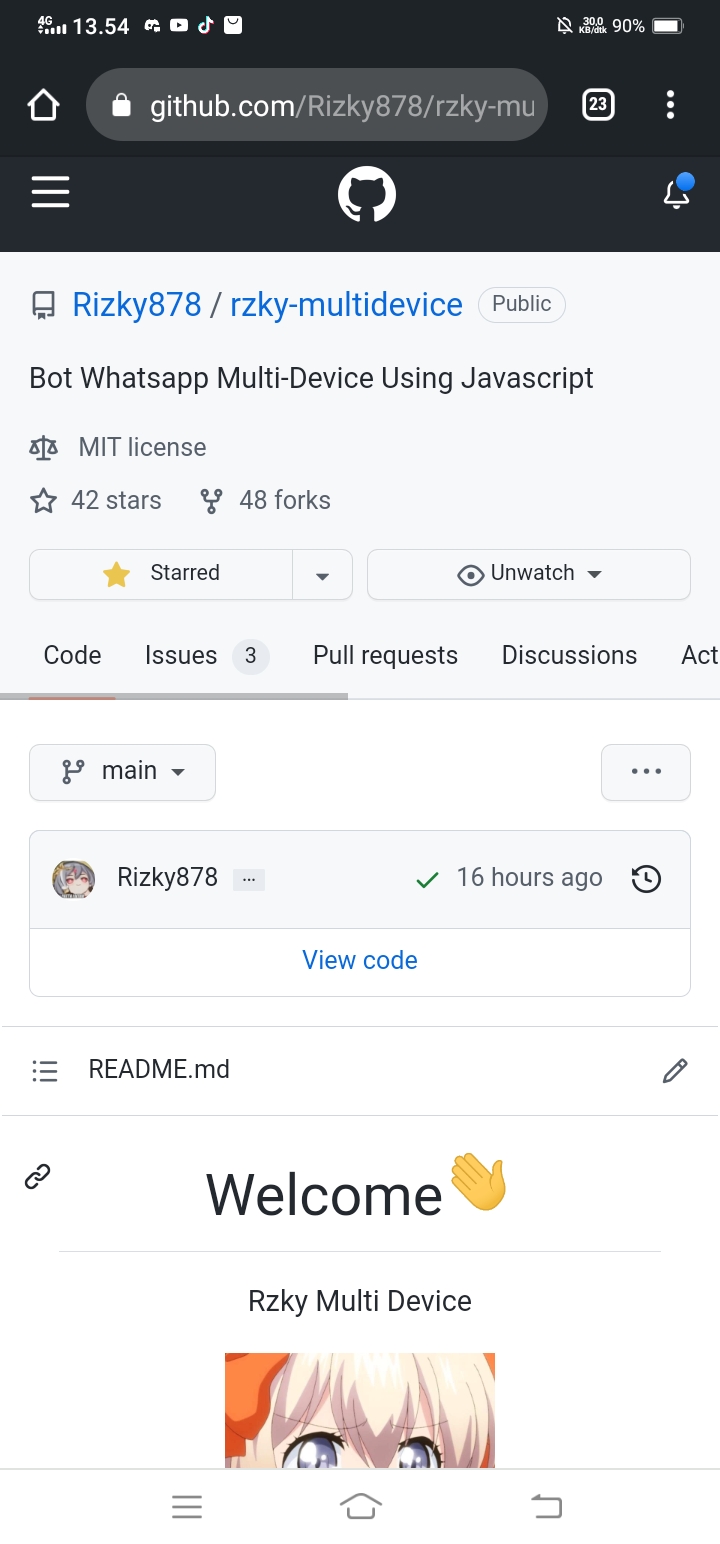 4G 13.54 30,0 KB/dtk 90%
github.com/Rizky878/rzky-mu 23
Rizky878 / rzky-multidevice Public
Bot Whatsapp Multi-Device Using Javascript
MIT license
42 stars 48 forks
Starred Unwatch
Code Issues 3 Pull requests Discussions Act
main
Rizky878 ... 16 hours ago
View code
README.md
Welcome👋
Rzky Multi Device